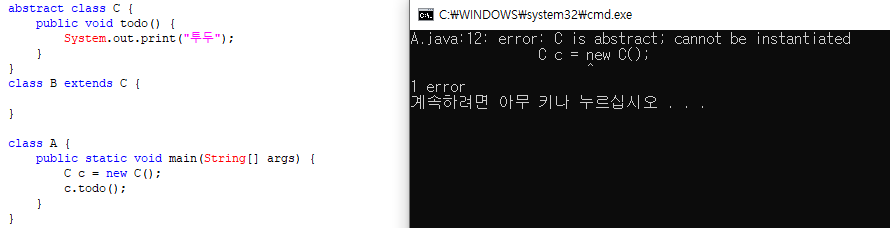 abstract class C {
    public void todo() {
        System.out.print("투두");
    }
}
class B extends C {

}

class A {
    public static void main(String[] args) {
        C c = new C();
        c.todo();
    }
}
C:₩WINDOWS₩system32₩cmd.exe
A.java:12: error: C is abstract; cannot be instantiated
                C c = new C();
                      ^
1 error
계속하려면 아무 키나 누르십시오 . . .